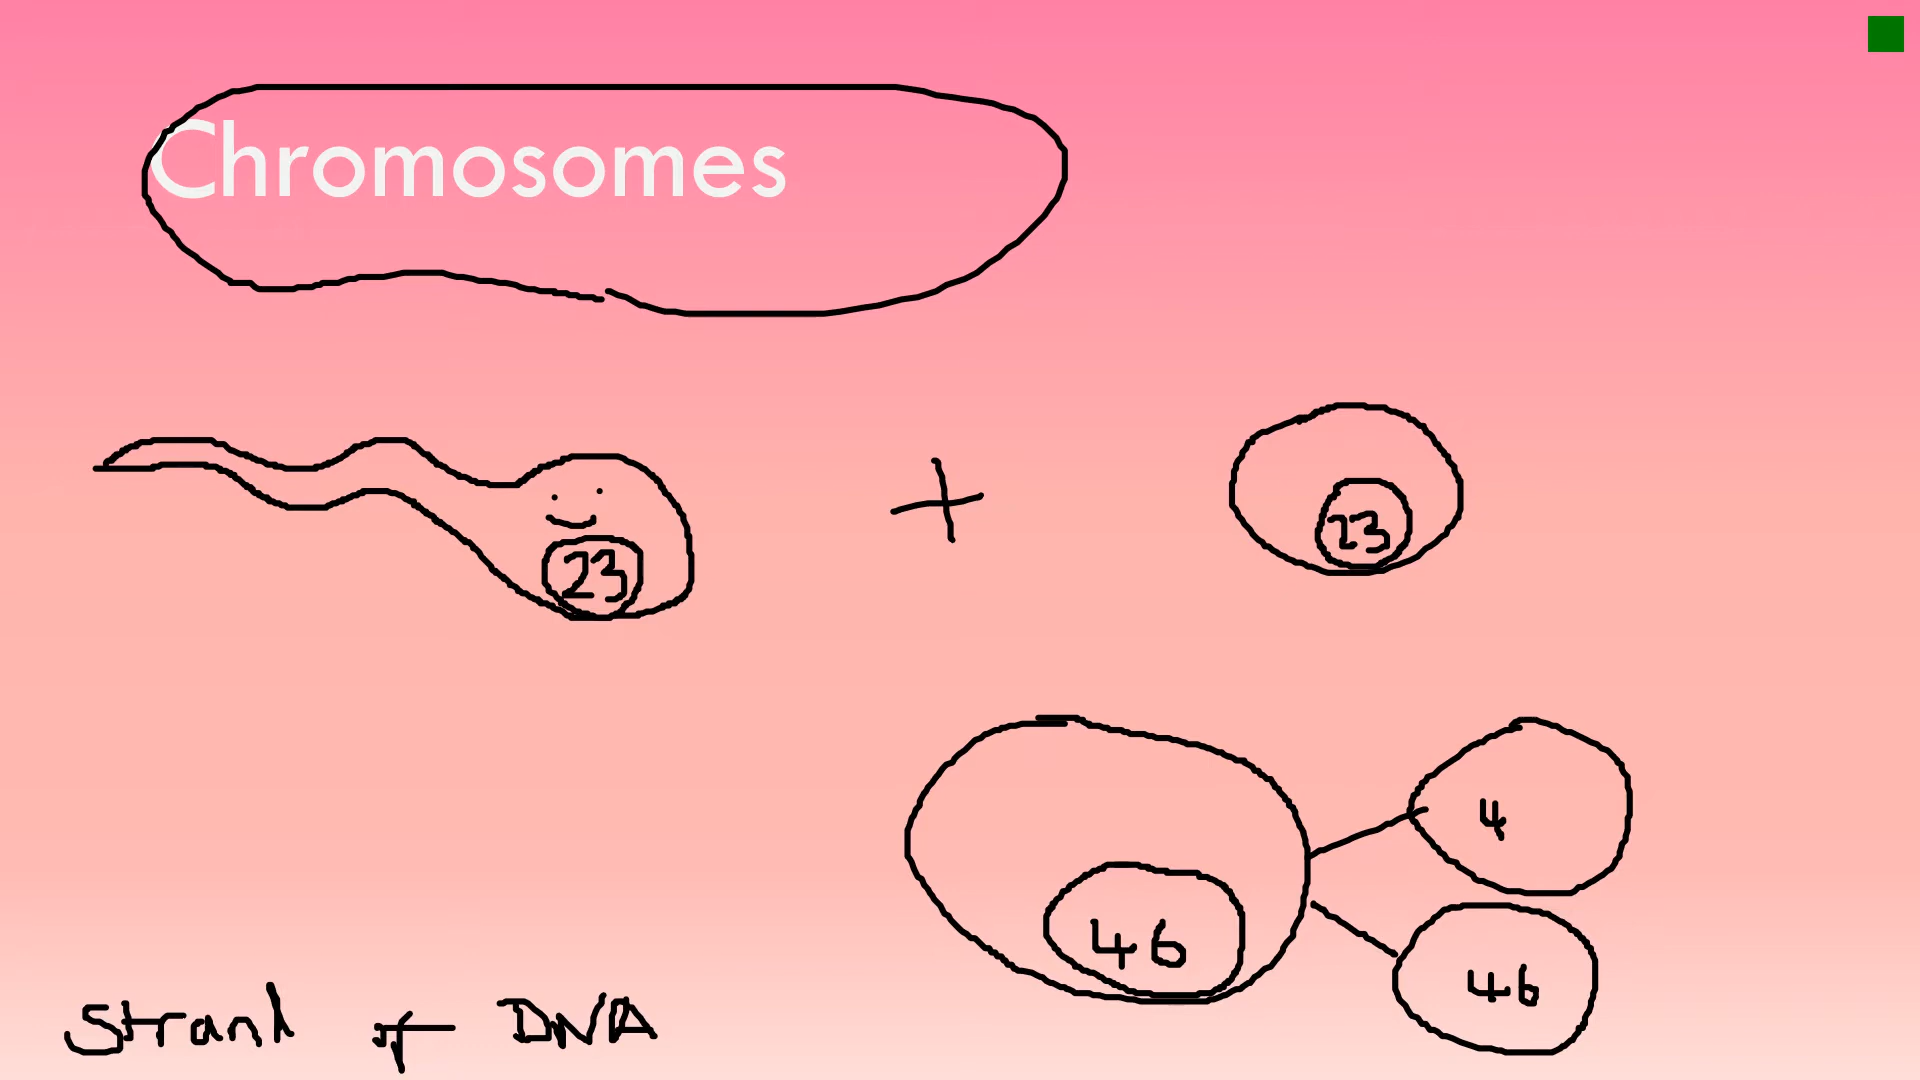 Chromosomes
23 + 23
4
46
46
Strand of DNA